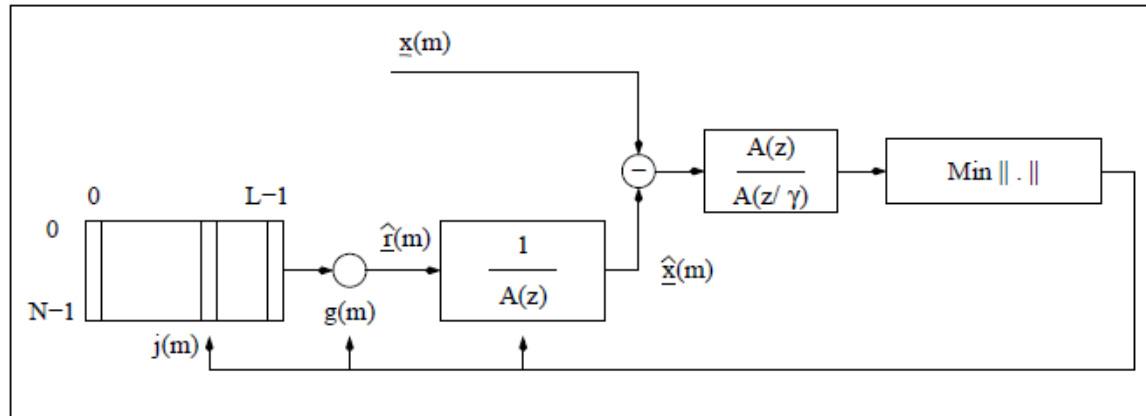 x(m)
A(z)
A(z/ γ)
Min || . ||
0
L−1
0
r̂(m)
1
A(z)
x̂(m)
−
N−1
g(m)
j(m)